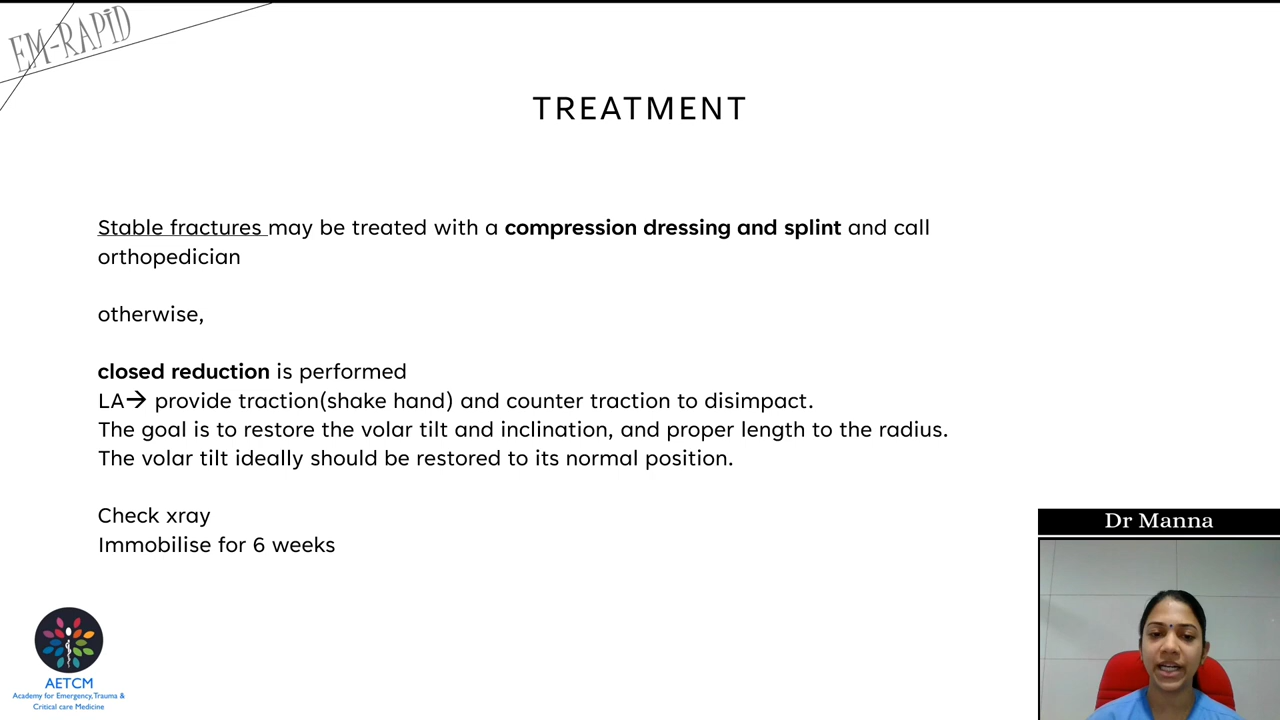 EM-RAPiD
TREATMENT
Stable fractures may be treated with a compression dressing and splint and call
orthopedician
otherwise,
closed reduction is performed
LA→ provide traction(shake hand) and counter traction to disimpact.
The goal is to restore the volar tilt and inclination, and proper length to the radius.
The volar tilt ideally should be restored to its normal position.
Check xray
Immobilise for 6 weeks
Dr Manna
AETCM
Academy for Emergency, Trauma &
Critical care Medicine